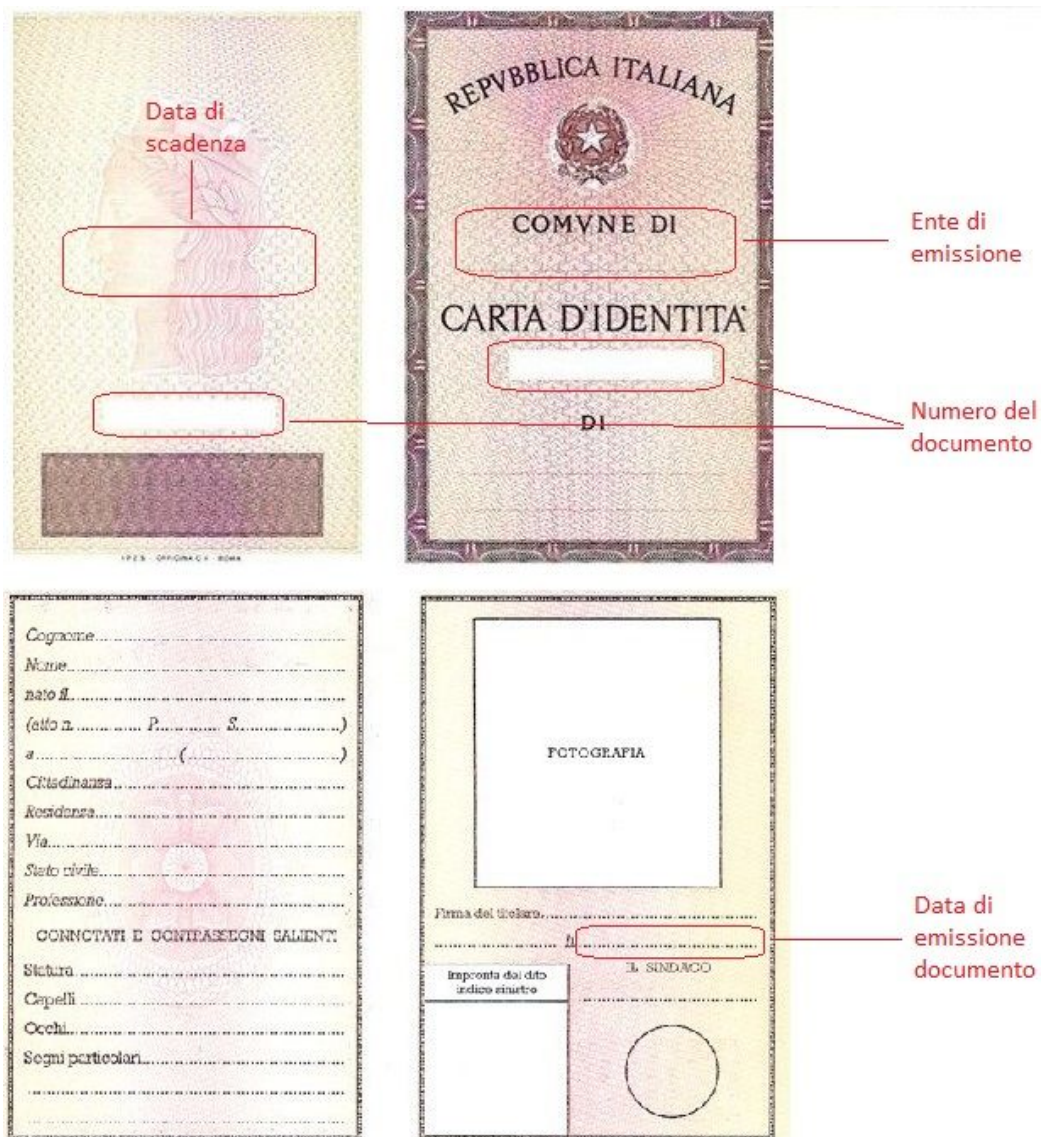 Data di
scadenza
I.P.Z.S. - OFFICINA C.V. - ROMA
REPVBBLICA ITALIANA
COMVNE DI
CARTA D'IDENTITA'
DI
Ente di
emissione
Numero del
documento
Cognome
Nome
nato il
(atto n. P. S. )
a ( )
Cittadinanza
Residenza
Via
Stato civile
Professione
CONNOTATI E CONTRASSEGNI SALIENTI
Statura
Capelli
Occhi
Segni particolari
FOTOGRAFIA
Firma del titolare
li
Impronta del dito
indice sinistro
IL SINDACO
Data di
emissione
documento